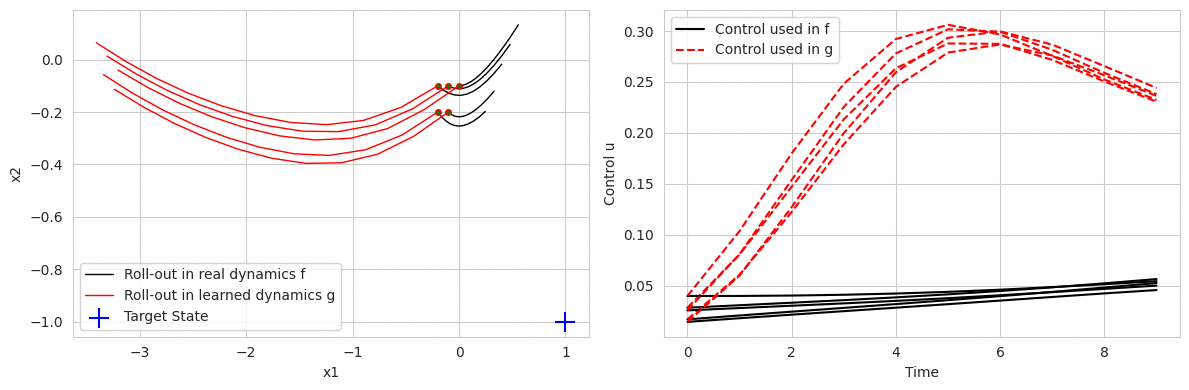 0.0
−0.2
−0.4
−0.6
−0.8
−1.0
x2
−3
−2
−1
0
1
x1
Roll-out in real dynamics f
Roll-out in learned dynamics g
Target State
0.30
0.25
0.20
0.15
0.10
0.05
Control u
0
2
4
6
8
Time
Control used in f
Control used in g